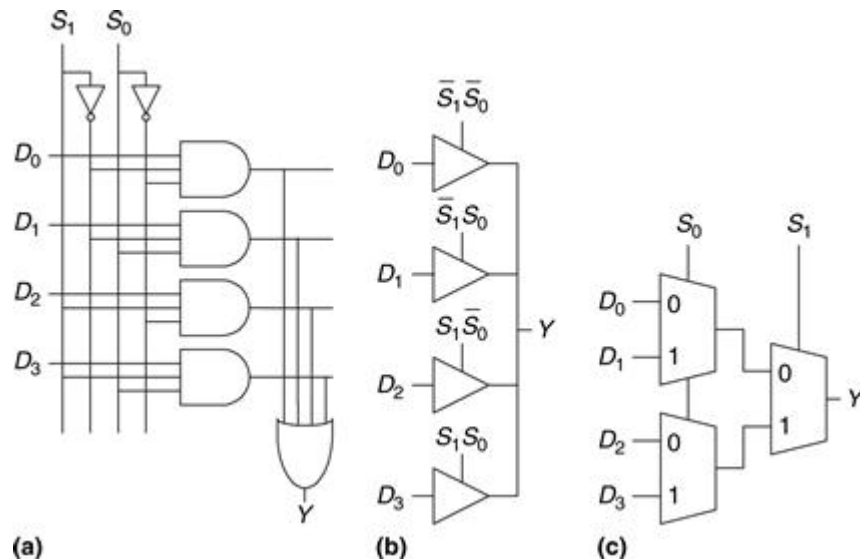 S₁ S₀
D₀
D₁
D₂
D₃
Y
(a)
S̄₁S̄₀
D₀
S̄₁S₀
D₁
Y
S₁S̄₀
D₂
S₁S₀
D₃
(b)
S₀ S₁
D₀ 0
D₁ 1
0
Y
1
D₂ 0
D₃ 1
(c)